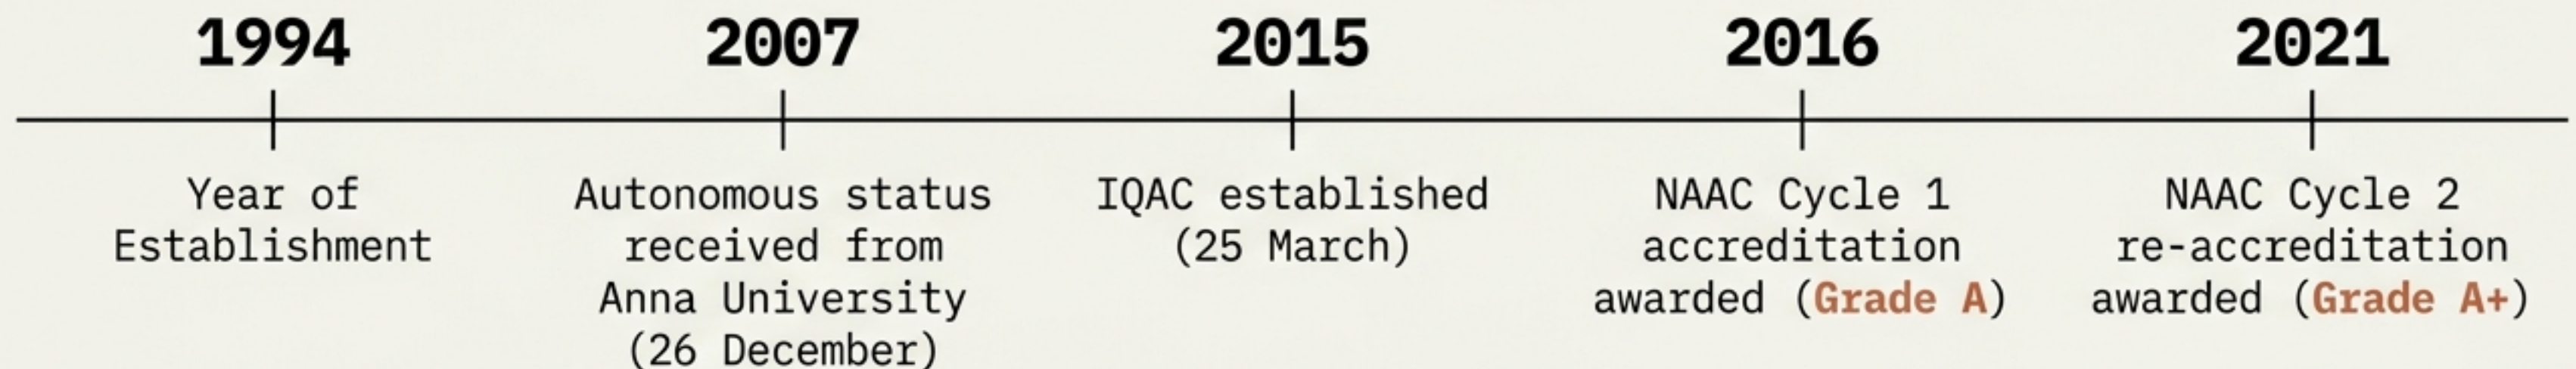 1994
Year of
Establishment
2007
Autonomous status
received from
Anna University
(26 December)
2015
IQAC established
(25 March)
2016
NAAC Cycle 1
accreditation
awarded (Grade A)
2021
NAAC Cycle 2
re-accreditation
awarded (Grade A+)